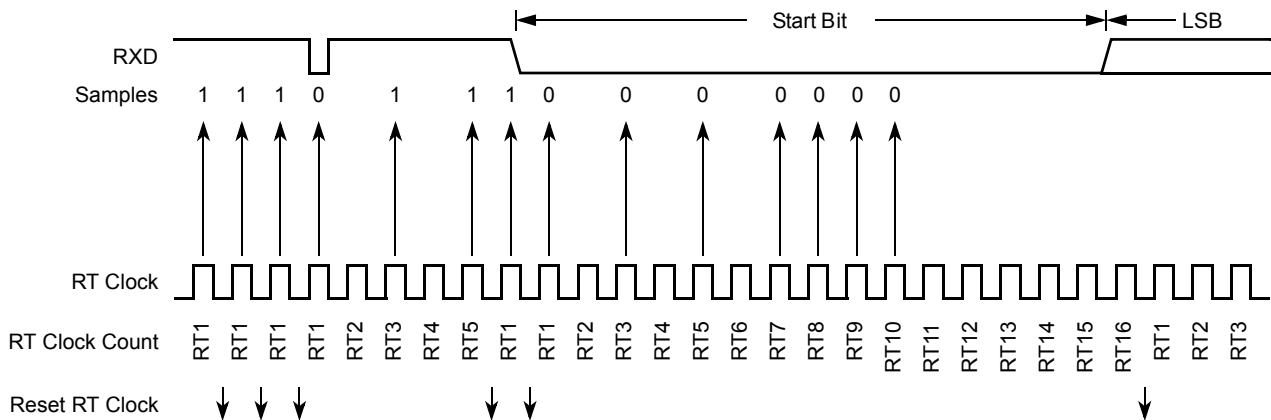 Start Bit LSB
RXD
Samples 1 1 1 0 1 1 1 0 0 0 0 0 0 0
RT Clock
RT Clock Count RT1 RT1 RT1 RT1 RT2 RT3 RT4 RT5 RT1 RT1 RT2 RT3 RT4 RT5 RT6 RT7 RT8 RT9 RT10 RT11 RT12 RT13 RT14 RT15 RT16 RT1 RT2 RT3
Reset RT Clock